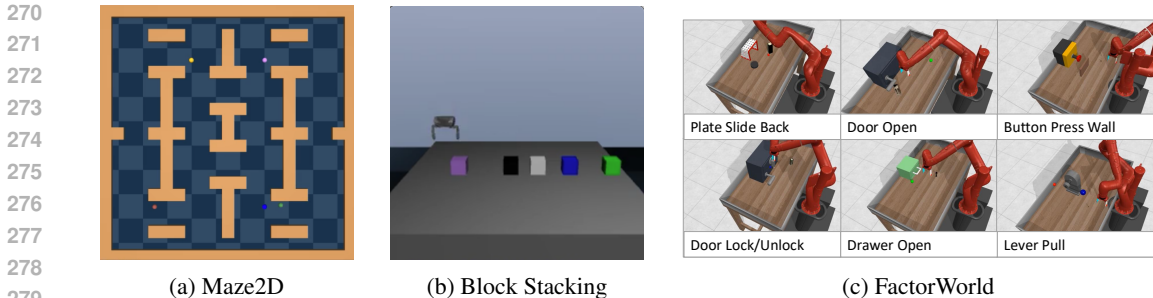 270
271
272
273
274
275
276
277
278
279
Plate Slide Back
Door Open
Button Press Wall
Door Lock/Unlock
Drawer Open
Lever Pull
(a) Maze2D
(b) Block Stacking
(c) FactorWorld